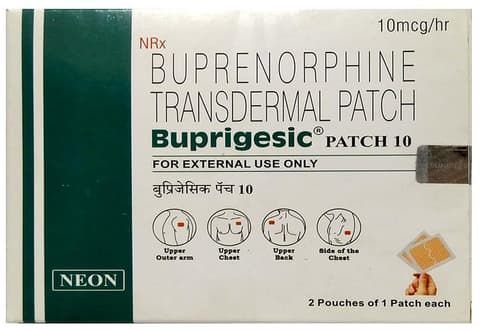 10mcg/hr
NRx
BUPRENORPHINE
TRANSDERMAL PATCH
Buprigesic® PATCH 10
FOR EXTERNAL USE ONLY
बुप्रिजेसिक पॅच 10
Upper Outer arm
Upper Chest
Upper Back
Side of the Chest
NEON
2 Pouches of 1 Patch each